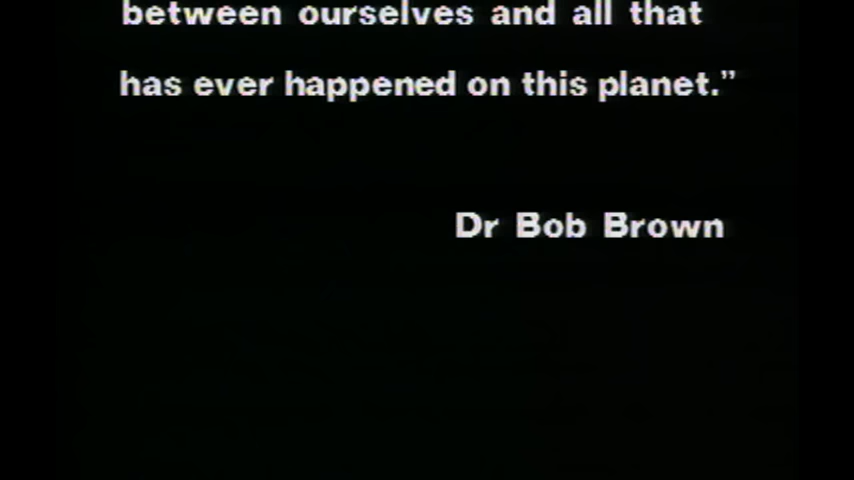 between ourselves and all that
has ever happened on this planet.”
Dr Bob Brown